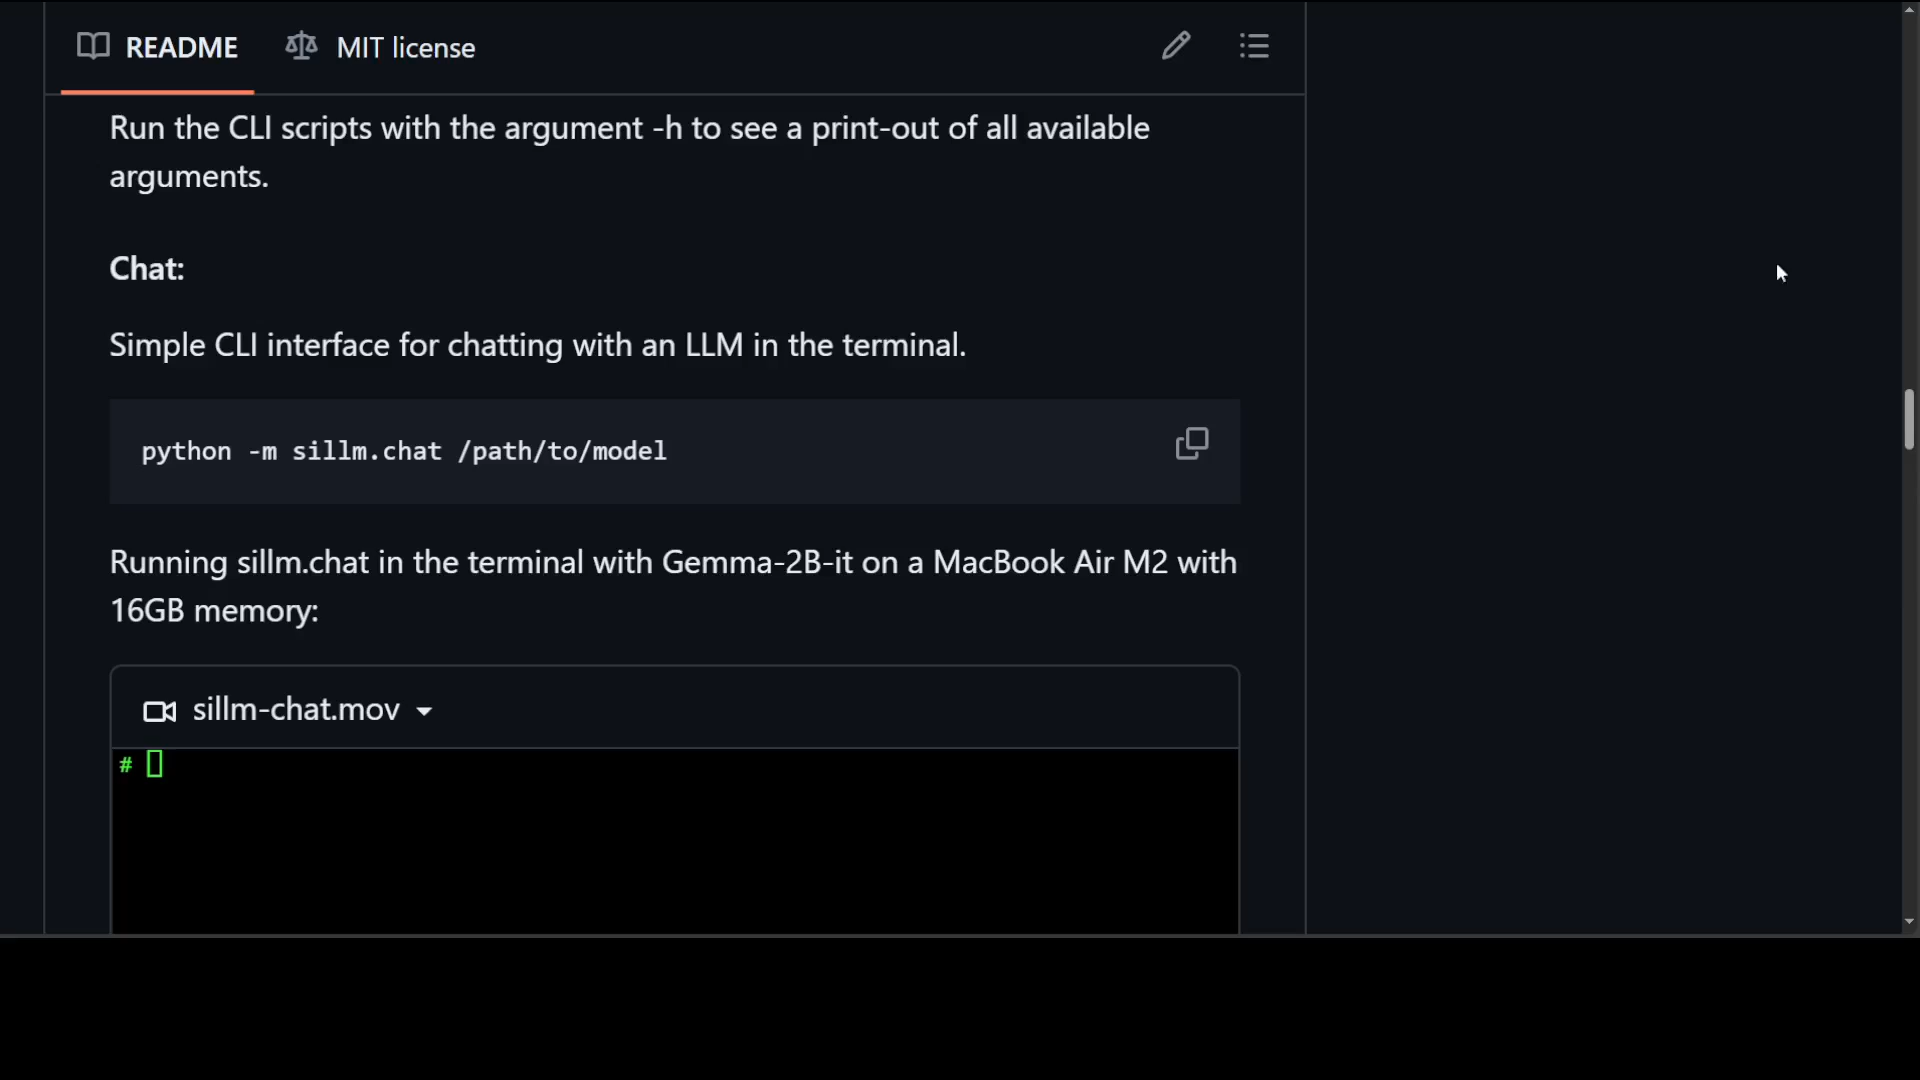 README MIT license
Run the CLI scripts with the argument -h to see a print-out of all available
arguments.
Chat:
Simple CLI interface for chatting with an LLM in the terminal.
python -m sillm.chat /path/to/model
Running sillm.chat in the terminal with Gemma-2B-it on a MacBook Air M2 with
16GB memory:
sillm-chat.mov
#